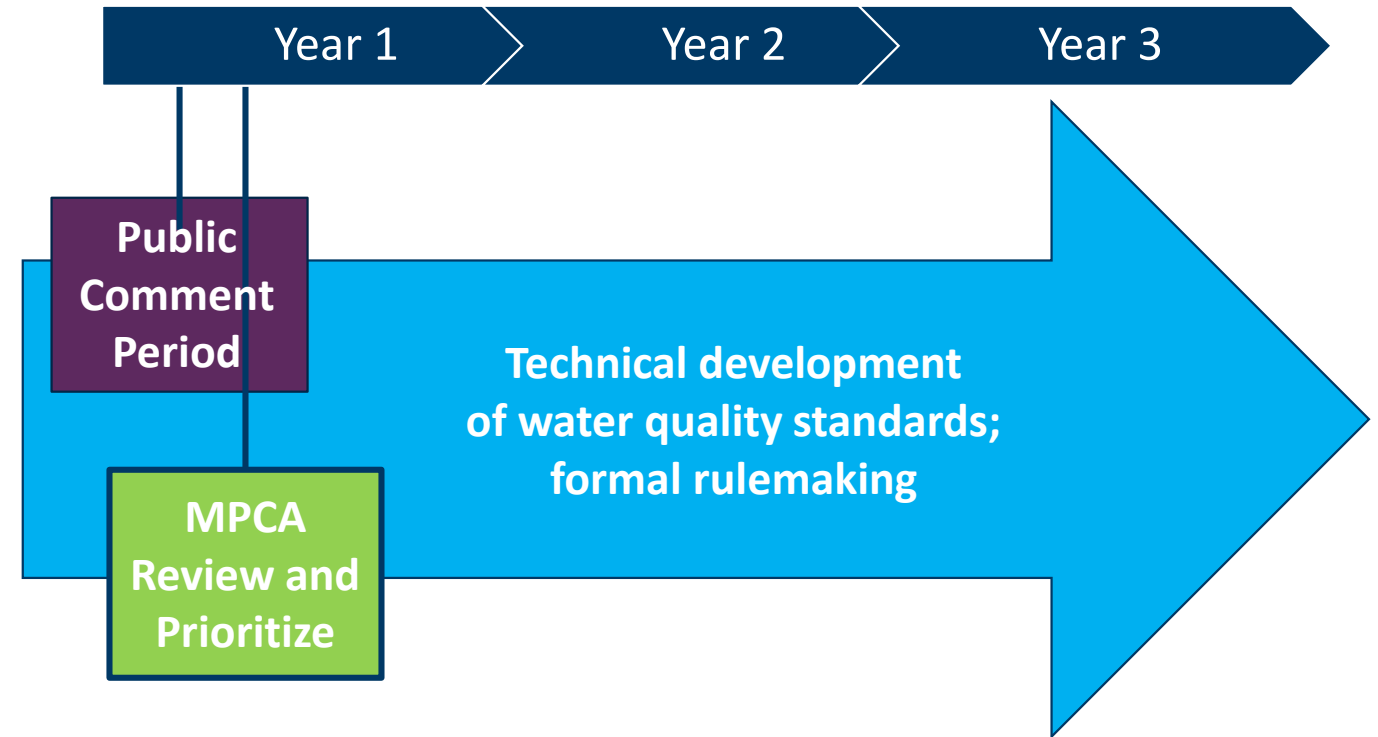 Year 1
Year 2
Year 3
Public
Comment
Period
Technical development
of water quality standards;
formal rulemaking
MPCA
Review and
Prioritize